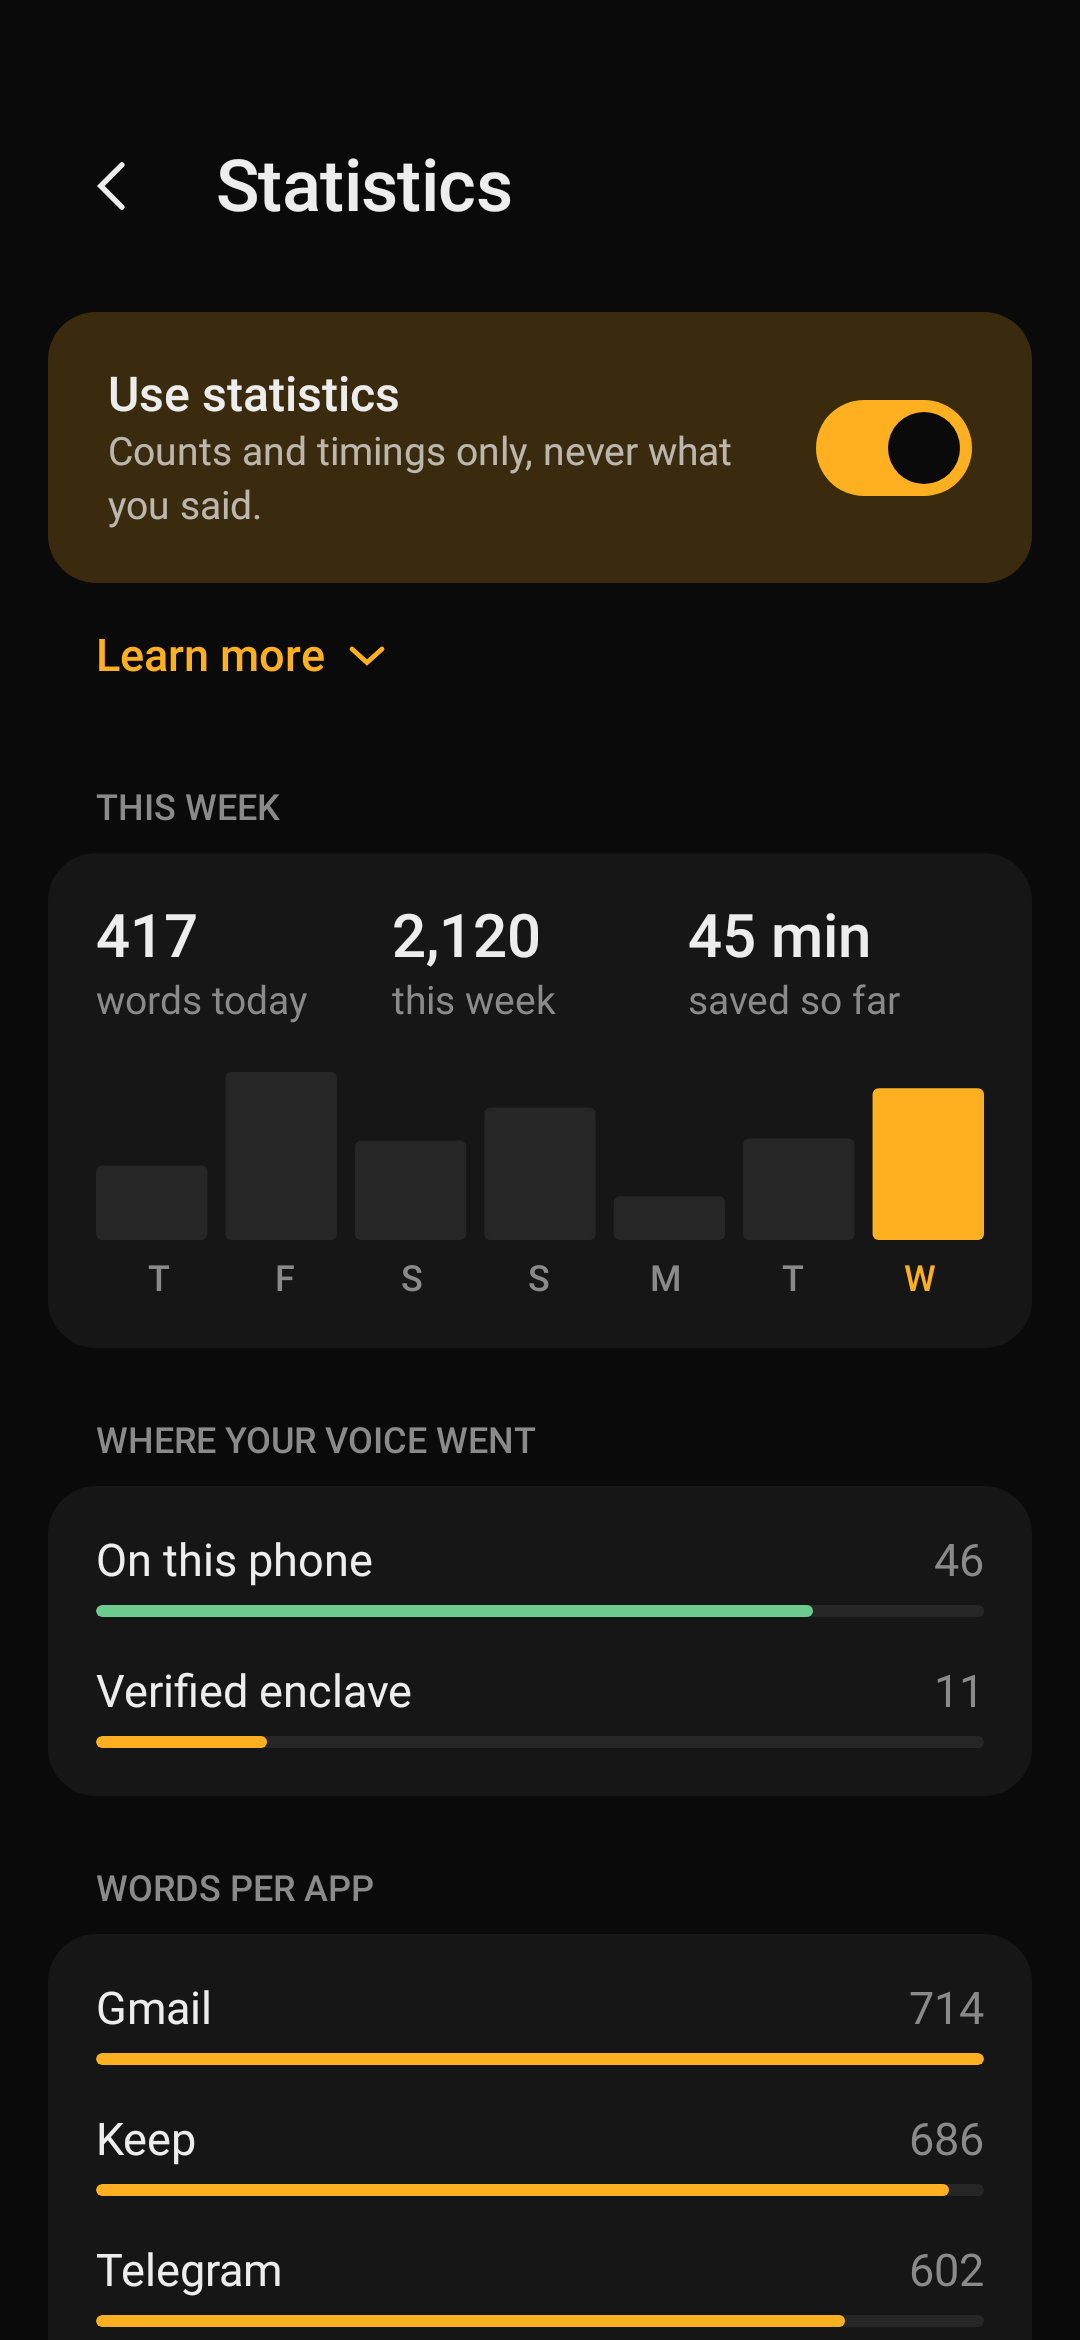 Statistics
Use statistics
Counts and timings only, never what
you said.
Learn more
THIS WEEK
417 2,120 45 min
words today this week saved so far
T F S S M T W
WHERE YOUR VOICE WENT
On this phone 46
Verified enclave 11
WORDS PER APP
Gmail 714
Keep 686
Telegram 602